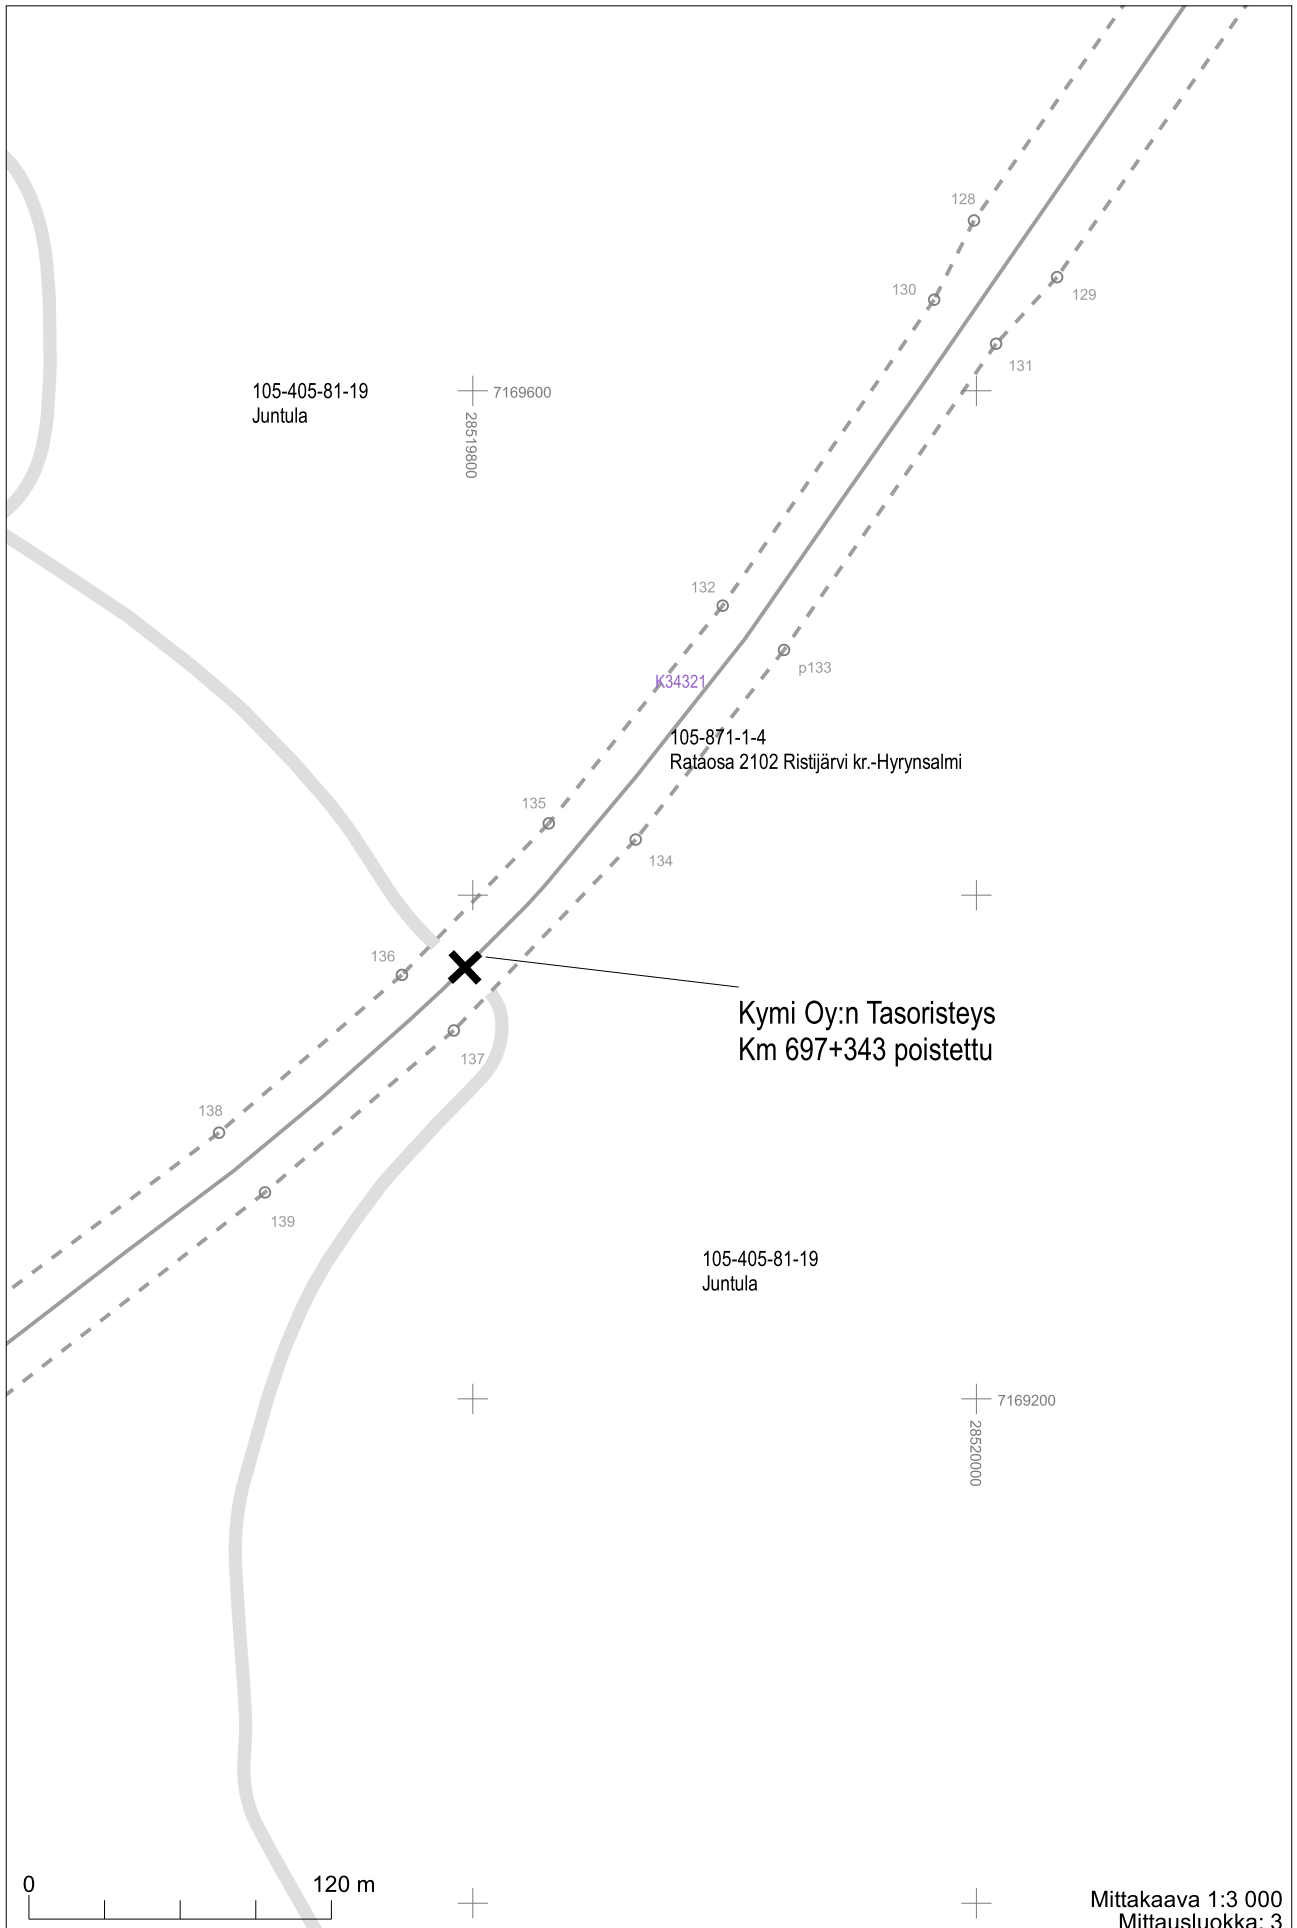 128
130
129
131
105-405-81-19
Juntula
7169600
28519800
132
p133
K34321
105-871-1-4
Rataosa 2102 Ristijärvi kr.-Hyrynsalmi
135
134
136
Kymi Oy:n Tasoristeys
Km 697+343 poistettu
137
138
139
105-405-81-19
Juntula
7169200
28520000
0
120 m
Mittakaava 1:3 000
Mittausluokka: 3